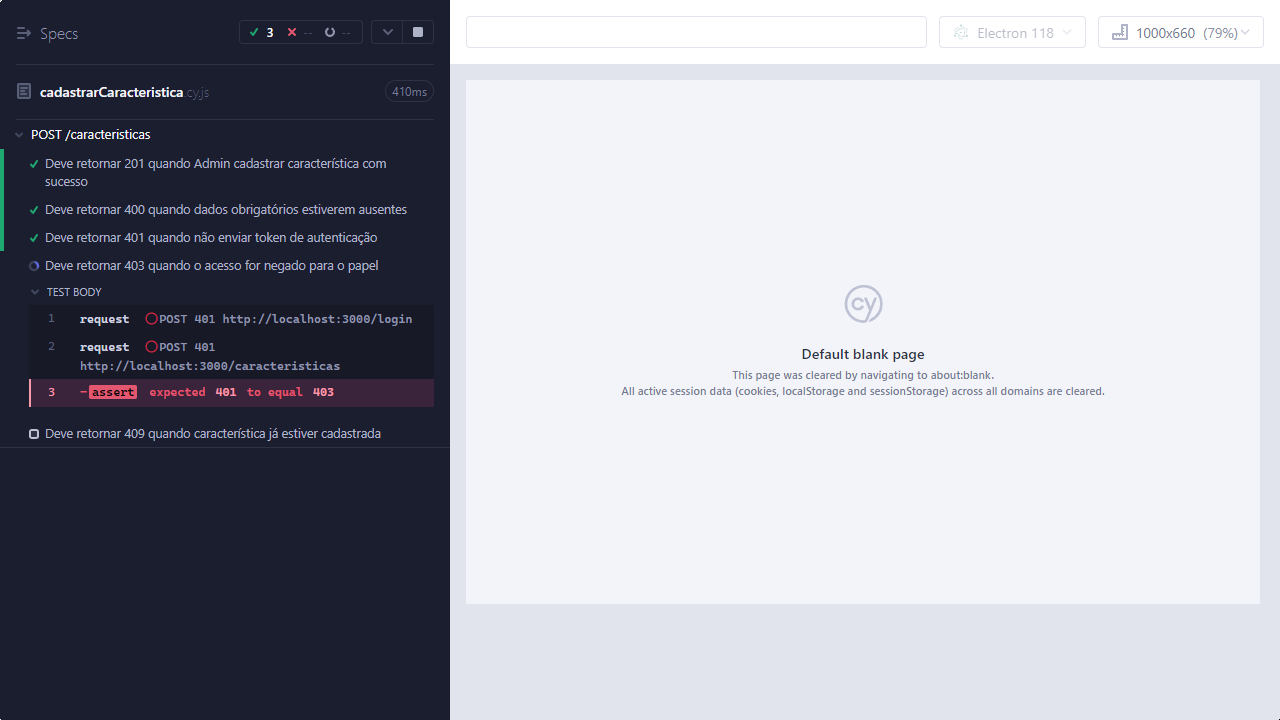 Specs
3
--
--
Electron 118
1000x660 (79%)
cadastrarCaracteristica.cy.js
410ms
POST /caracteristicas
Deve retornar 201 quando Admin cadastrar característica com
sucesso
Deve retornar 400 quando dados obrigatórios estiverem ausentes
Deve retornar 401 quando não enviar token de autenticação
Deve retornar 403 quando o acesso for negado para o papel
TEST BODY
1 request POST 401 http://localhost:3000/login
2 request POST 401
http://localhost:3000/caracteristicas
3 -assert expected 401 to equal 403
Deve retornar 409 quando característica já estiver cadastrada
cy
Default blank page
This page was cleared by navigating to about:blank.
All active session data (cookies, localStorage and sessionStorage) across all domains are cleared.